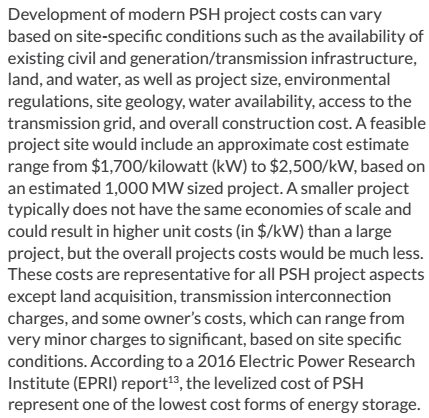 Development of modern PSH project costs can vary
based on site-specific conditions such as the availability of
existing civil and generation/transmission infrastructure,
land, and water, as well as project size, environmental
regulations, site geology, water availability, access to the
transmission grid, and overall construction cost. A feasible
project site would include an approximate cost estimate
range from $1,700/kilowatt (kW) to $2,500/kW, based on
an estimated 1,000 MW sized project. A smaller project
typically does not have the same economies of scale and
could result in higher unit costs (in $/kW) than a large
project, but the overall projects costs would be much less.
These costs are representative for all PSH project aspects
except land acquisition, transmission interconnection
charges, and some owner’s costs, which can range from
very minor charges to significant, based on site specific
conditions. According to a 2016 Electric Power Research
Institute (EPRI) report¹³, the levelized cost of PSH
represent one of the lowest cost forms of energy storage.